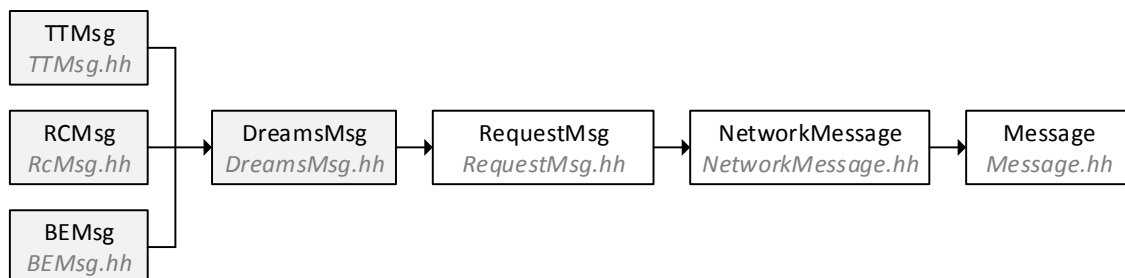 TTMsg
TTMsg.hh
RCMsg
RcMsg.hh
DreamsMsg
DreamsMsg.hh
RequestMsg
RequestMsg.hh
NetworkMessage
NetworkMessage.hh
Message
Message.hh
BEMsg
BEMsg.hh